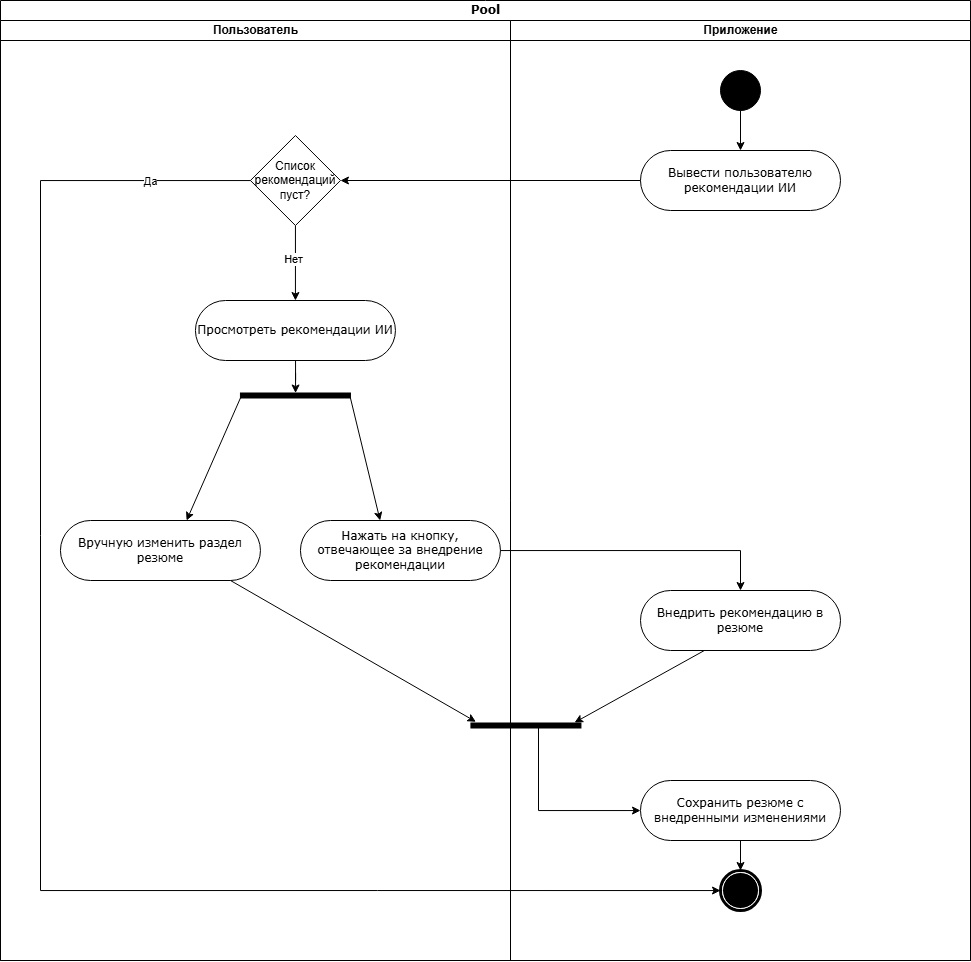 Pool
Пользователь
Приложение
Вывести пользователю
рекомендации ИИ
Список
рекомендаций
пуст?
Да
Нет
Просмотреть рекомендации ИИ
Вручную изменить раздел
резюме
Нажать на кнопку,
отвечающее за внедрение
рекомендации
Внедрить рекомендацию в
резюме
Сохранить резюме с
внедренными изменениями